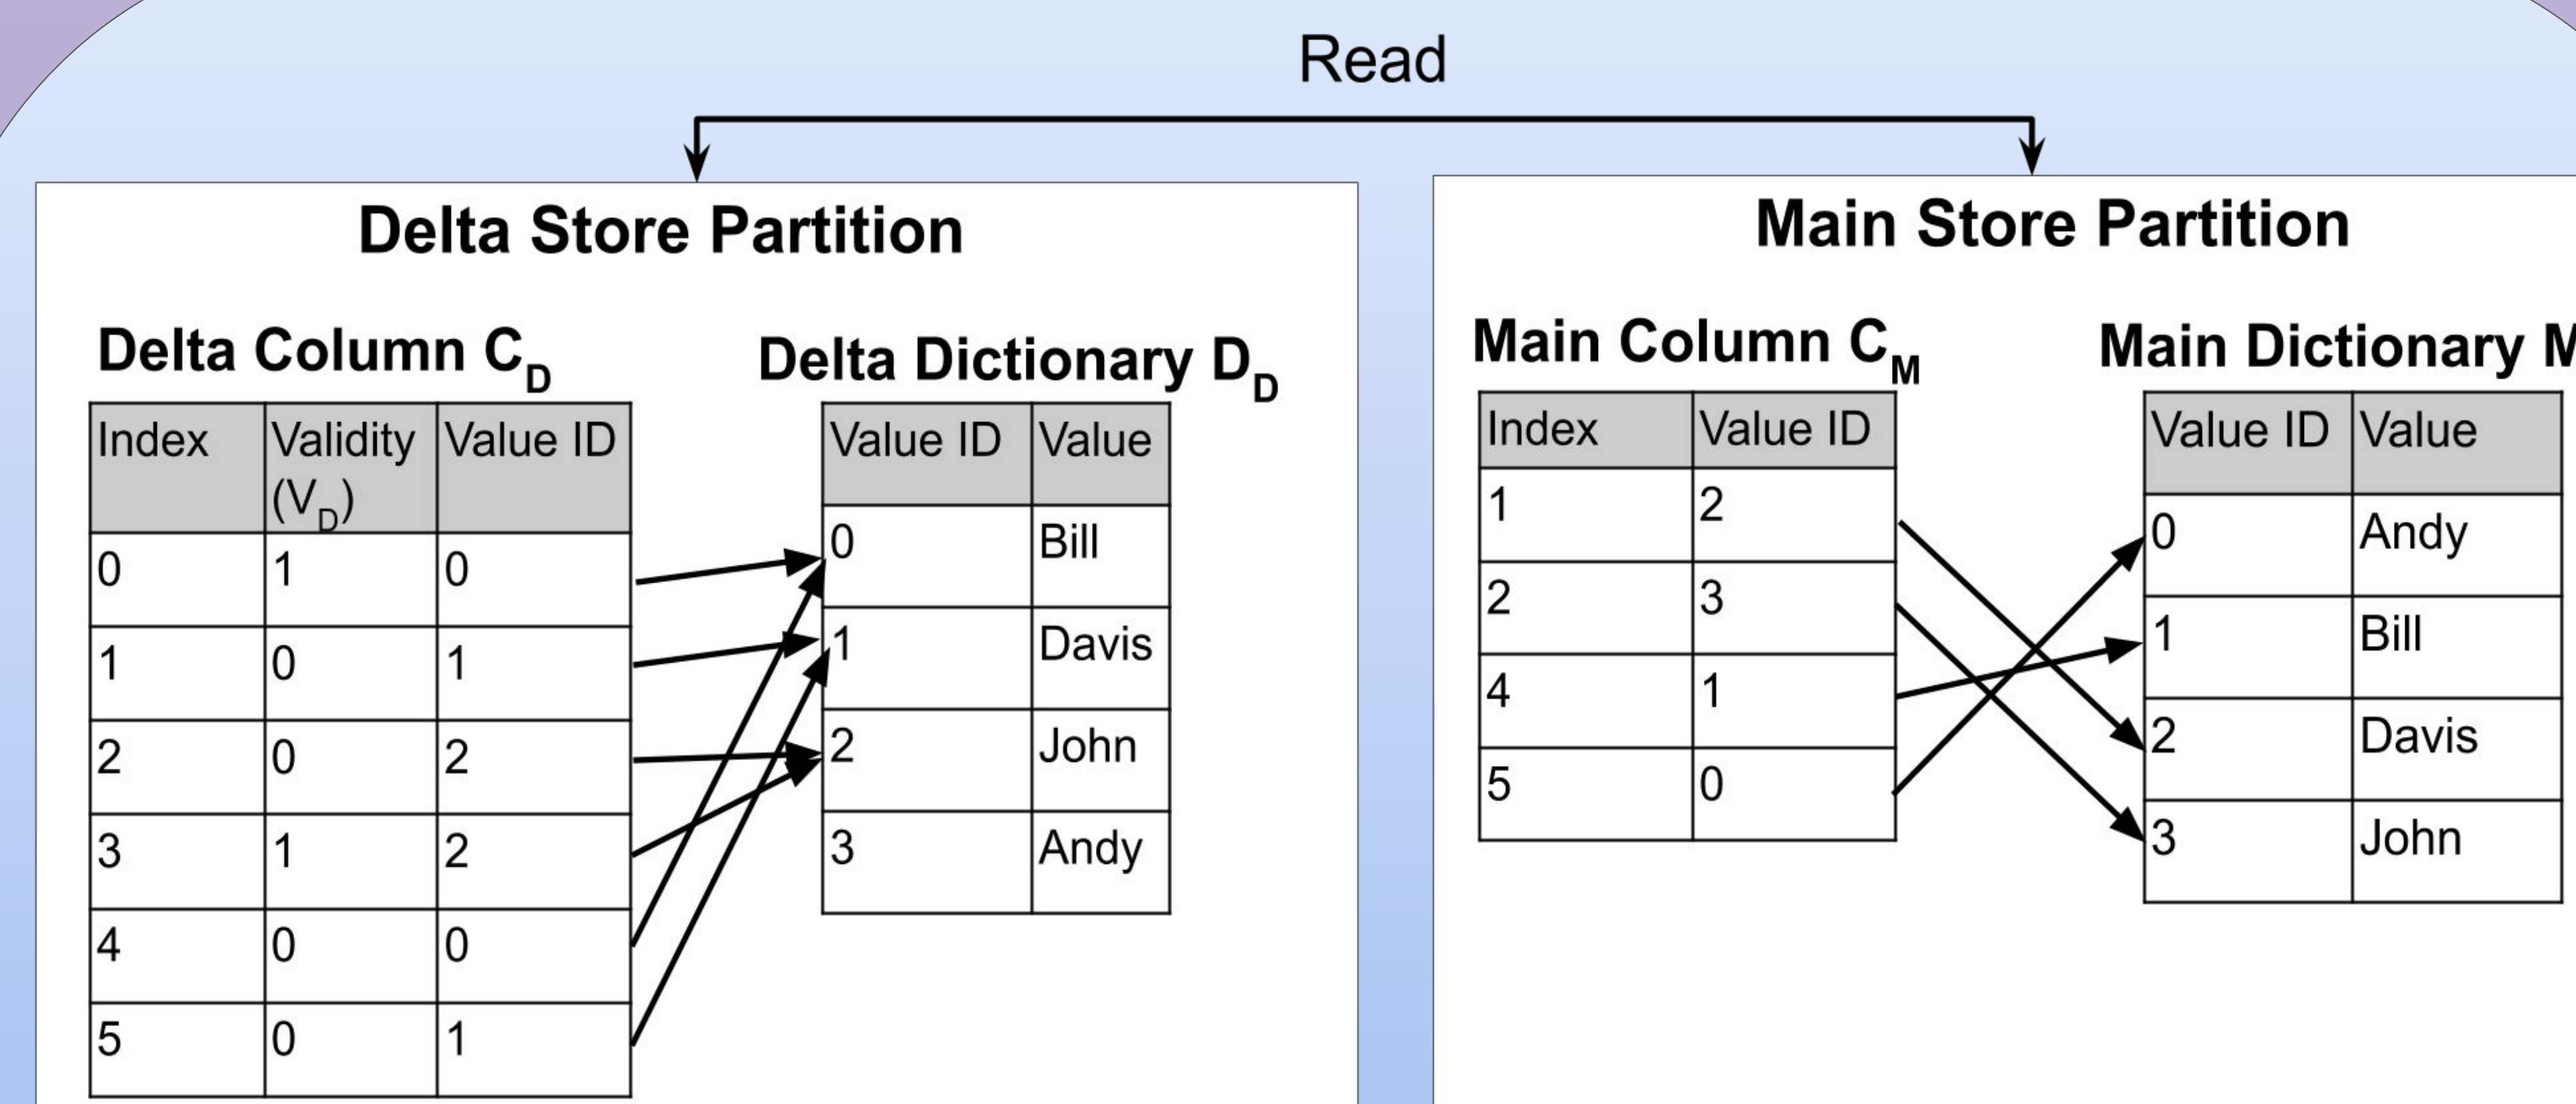 Read
Delta Store Partition
Delta Column C_D
Index Validity (V_D) Value ID
0 1 0
1 0 1
2 0 2
3 1 2
4 0 0
5 0 1
Delta Dictionary D_D
Value ID Value
0 Bill
1 Davis
2 John
3 Andy
Main Store Partition
Main Column C_M
Index Value ID
1 2
2 3
4 1
5 0
Main Dictionary M
Value ID Value
0 Andy
1 Bill
2 Davis
3 John